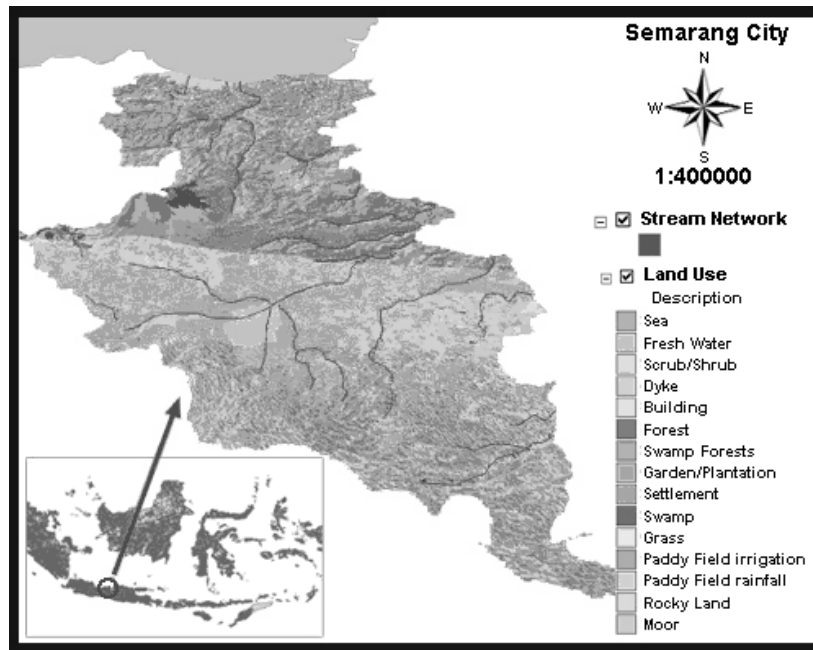 Semarang City
N
W E
S
1:400000
Stream Network
Land Use
Description
Sea
Fresh Water
Scrub/Shrub
Dyke
Building
Forest
Swamp Forests
Garden/Plantation
Settlement
Swamp
Grass
Paddy Field irrigation
Paddy Field rainfall
Rocky Land
Moor